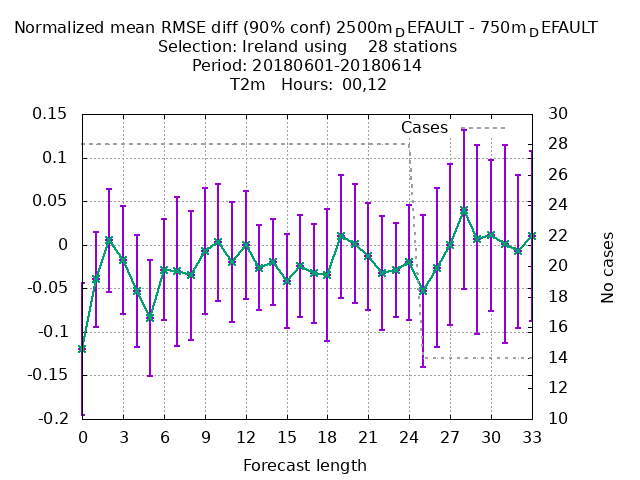 Normalized mean RMSE diff (90% conf) 2500m_DEFAULT - 750m_DEFAULT
Selection: Ireland using 28 stations
Period: 20180601-20180614
T2m Hours: 00,12
Cases
0.15
0.1
0.05
0
-0.05
-0.1
-0.15
-0.2
30
28
26
24
22
20
18
16
14
12
10
No cases
0 3 6 9 12 15 18 21 24 27 30 33
Forecast length